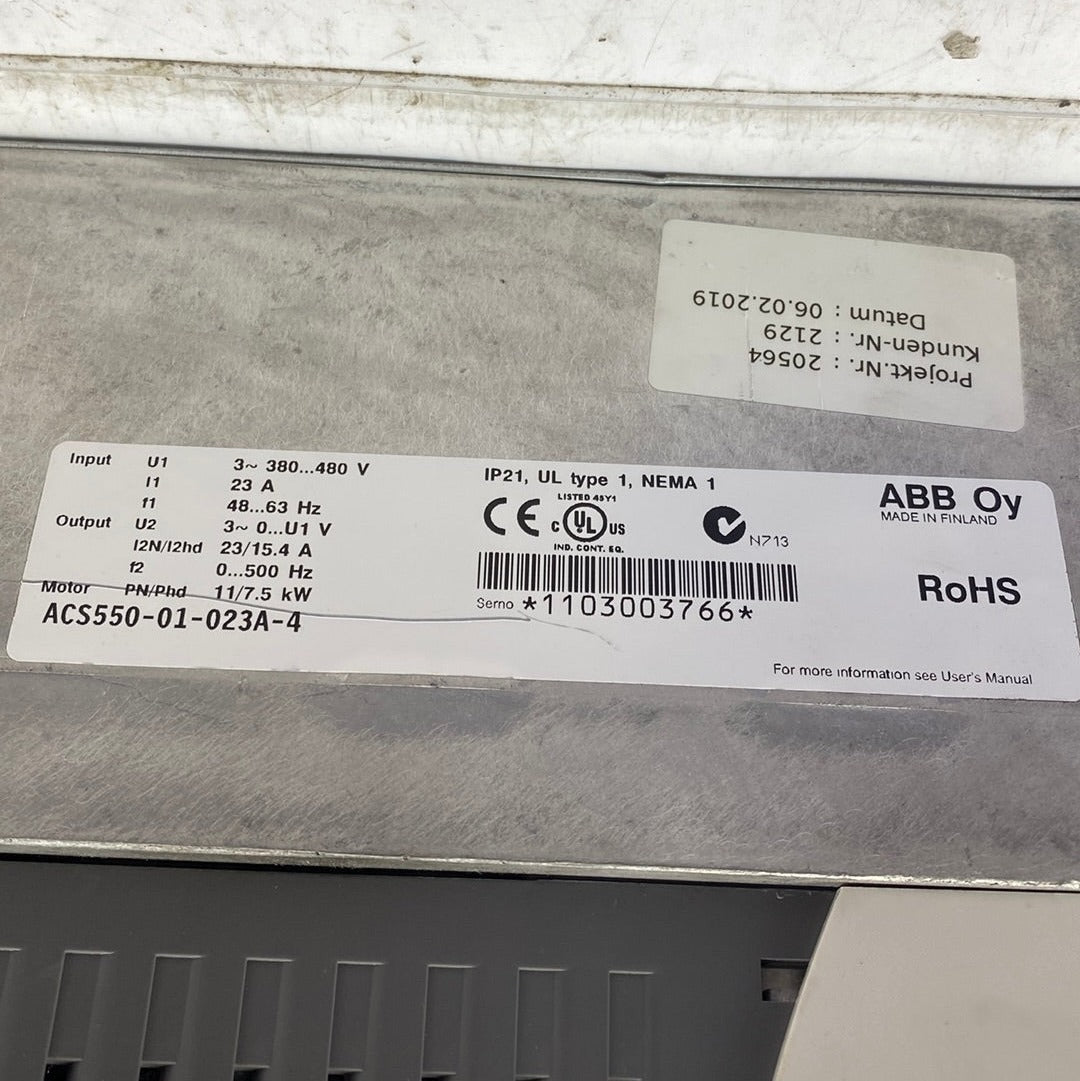 Projekt.Nr. : 20564
Kunden-Nr. : 2129
Datum : 06.02.2019
Input U1 3~ 380...480 V
I1 23 A
f1 48...63 Hz
Output U2 3~ 0...U1 V
I2N/I2hd 23/15.4 A
f2 0...500 Hz
Motor PN/Phd 11/7.5 kW
ACS550-01-023A-4
IP21, UL type 1, NEMA 1
LISTED 45Y1
CE c UL US
IND. CONT. EQ.
N713
Serno *1103003766*
ABB Oy
MADE IN FINLAND
RoHS
For more information see User's Manual